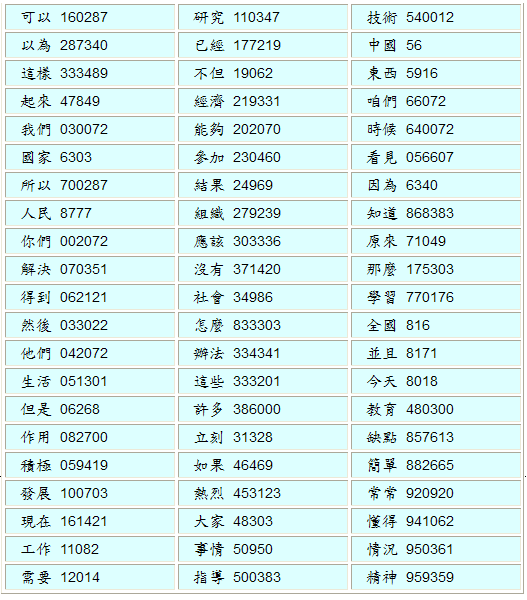 可以 160287 研究 110347 技術 540012
以為 287340 已經 177219 中國 56
這樣 333489 不但 19062 東西 5916
起來 47849 經濟 219331 咱們 66072
我們 030072 能夠 202070 時候 640072
國家 6303 參加 230460 看見 056607
所以 700287 結果 24969 因為 6340
人民 8777 組織 279239 知道 868383
你們 002072 應該 303336 原來 71049
解決 070351 沒有 371420 那麼 175303
得到 062121 社會 34986 學習 770176
然後 033022 怎麼 833303 全國 816
他們 042072 辦法 334341 並且 8171
生活 051301 這些 333201 今天 8018
但是 06268 許多 386000 教育 480300
作用 082700 立刻 31328 缺點 857613
積極 059419 如果 46469 簡單 882665
發展 100703 熱烈 453123 常常 920920
現在 161421 大家 48303 懂得 941062
工作 11082 事情 50950 情況 950361
需要 12014 指導 500383 精神 959359